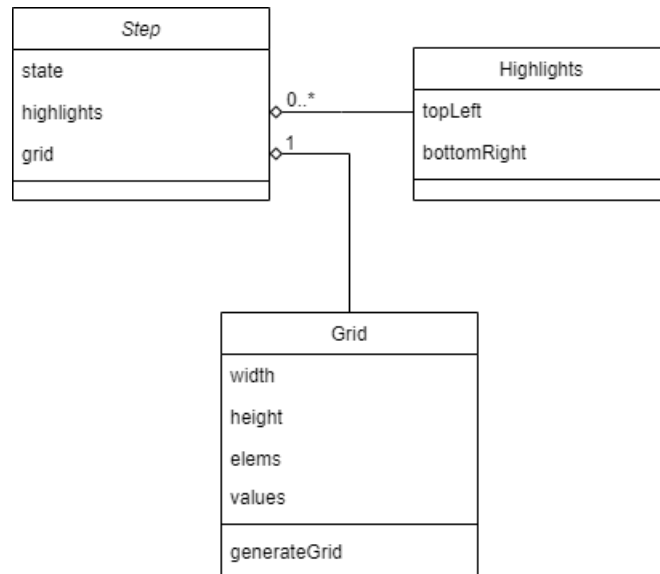 Step
state
highlights
grid
0..*
1
Highlights
topLeft
bottomRight
Grid
width
height
elems
values
generateGrid